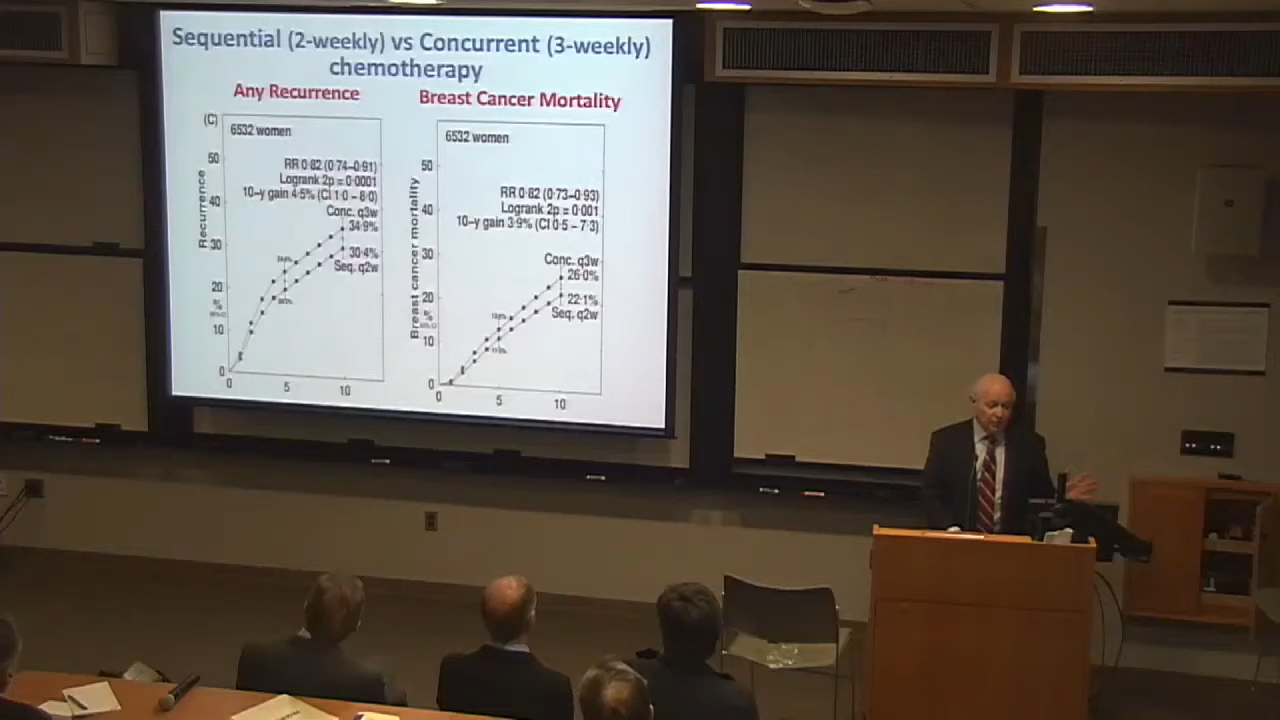 Sequential (2-weekly) vs Concurrent (3-weekly)
chemotherapy
Any Recurrence
(C)
6532 women
RR 0·82 (0·74–0·91)
Logrank 2p = 0·0001
10–y gain 4·5% (CI 1·0 – 8·0)
Conc. q3w
34·9%
30·4%
Seq. q2w
Recurrence
50
40
30
20
%
10
0
0
5
10
Breast Cancer Mortality
6532 women
RR 0·82 (0·73–0·93)
Logrank 2p = 0·001
10–y gain 3·9% (CI 0·5 – 7·3)
Conc. q3w
26·0%
22·1%
Seq. q2w
Breast cancer mortality
50
40
30
20
%
10
0
0
5
10